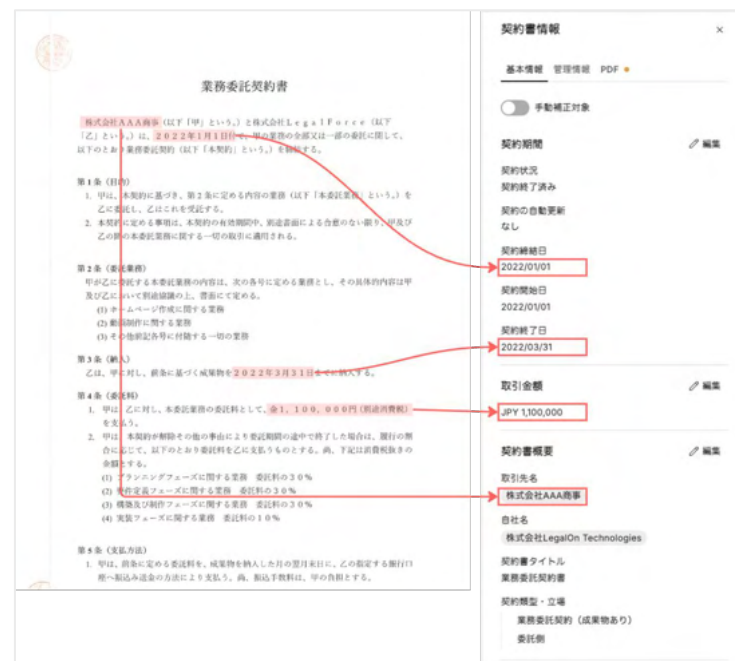 業務委託契約書
株式会社AAA商事（以下「甲」という。）と株式会社LegalForce（以下
「乙」という。）は、2022年1月1日付で、甲の業務の全部又は一部の委託に関して、
以下のとおり業務委託契約（以下「本契約」という。）を締結する。
第1条（目的）
1. 甲は、本契約に基づき、第2条に定める内容の業務（以下「本委託業務」という。）を
乙に委託し、乙はこれを受託する。
2. 本契約に定める事項は、本契約の有効期間中、別途書面による合意のない限り、甲及び
乙の間の本委託業務に関する一切の取引に適用される。
第2条（委託業務）
甲が乙に委託する本委託業務の内容は、次の各号に定める業務とし、その具体的内容は甲
及び乙において別途協議の上、書面にて定める。
(1) ホームページ作成に関する業務
(2) 動画制作に関する業務
(3) その他前記各号に付随する一切の業務
第3条（納入）
乙は、甲に対し、前条に基づく成果物を2022年3月31日までに納入する。
第4条（委託料）
1. 甲は、乙に対し、本委託業務の委託料として、金1，100，000円（別途消費税）
を支払う。
2. 甲は、本契約が解除その他の事由により委託期間の途中で終了した場合は、履行の割
合に応じて、以下のとおり委託料を乙に支払うものとする。尚、下記は消費税抜きの
金額とする。
(1) プランニングフェーズに関する業務 委託料の30%
(2) 要件定義フェーズに関する業務 委託料の30%
(3) 構築及び制作フェーズに関する業務 委託料の30%
(4) 実装フェーズに関する業務 委託料の10%
第5条（支払方法）
1. 甲は、前条に定める委託料を、成果物を納入した月の翌月末日に、乙の指定する銀行口
座へ振込み送金の方法により支払う。尚、振込手数料は、甲の負担とする。
契約書情報 ×
基本情報 管理情報 PDF
手動補正対象
契約期間 編集
契約状況
契約終了済み
契約の自動更新
なし
契約締結日
2022/01/01
契約開始日
2022/01/01
契約終了日
2022/03/31
取引金額 編集
JPY 1,100,000
契約書概要 編集
取引先名
株式会社AAA商事
自社名
株式会社LegalOn Technologies
契約書タイトル
業務委託契約書
契約類型・立場
業務委託契約（成果物あり）
委託側